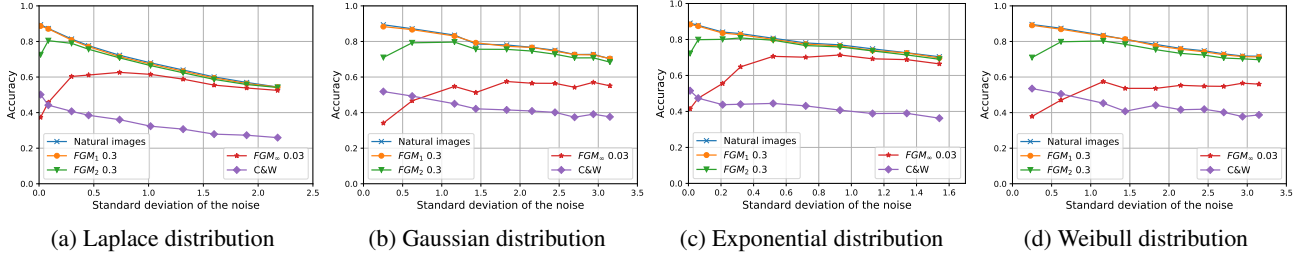 Accuracy
1.0
0.8
0.6
0.4
0.2
0.0
Natural images
FGM₁ 0.3
FGM₂ 0.3
FGM∞ 0.03
C&W
0.0 0.5 1.0 1.5 2.0 2.5
Standard deviation of the noise
(a) Laplace distribution
Accuracy
1.0
0.8
0.6
0.4
0.2
0.0
Natural images
FGM₁ 0.3
FGM₂ 0.3
FGM∞ 0.03
C&W
0.0 0.5 1.0 1.5 2.0 2.5 3.0 3.5
Standard deviation of the noise
(b) Gaussian distribution
Accuracy
1.0
0.8
0.6
0.4
0.2
0.0
Natural images
FGM₁ 0.3
FGM₂ 0.3
FGM∞ 0.03
C&W
0.0 0.2 0.4 0.6 0.8 1.0 1.2 1.4 1.6
Standard deviation of the noise
(c) Exponential distribution
Accuracy
1.0
0.8
0.6
0.4
0.2
0.0
Natural images
FGM₁ 0.3
FGM₂ 0.3
FGM∞ 0.03
C&W
0.0 0.5 1.0 1.5 2.0 2.5 3.0 3.5
Standard deviation of the noise
(d) Weibull distribution